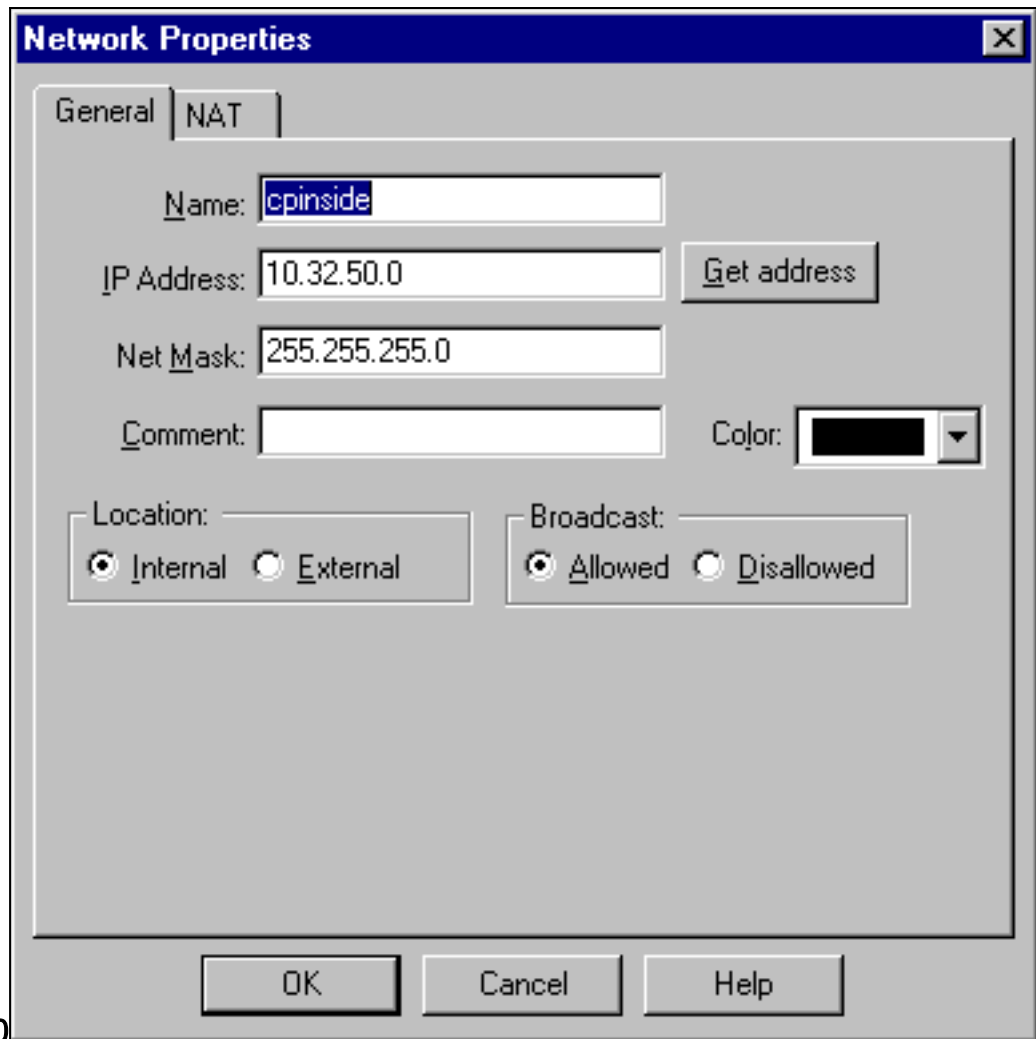 Network Properties
General NAT
Name: cpinside
IP Address: 10.32.50.0 Get address
Net Mask: 255.255.255.0
Comment: Color:
Location: Broadcast:
Internal External Allowed Disallowed
OK Cancel Help